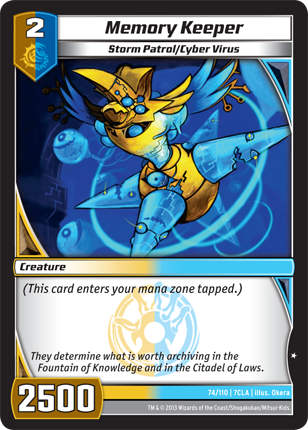 2
Memory Keeper
Storm Patrol/Cyber Virus
Creature
(This card enters your mana zone tapped.)
They determine what is worth archiving in the
Fountain of Knowledge and in the Citadel of Laws.
2500
74/110 | 7CLA | illus. Okera
TM & © 2013 Wizards of the Coast/Shogakukan/Mitsui-Kids.